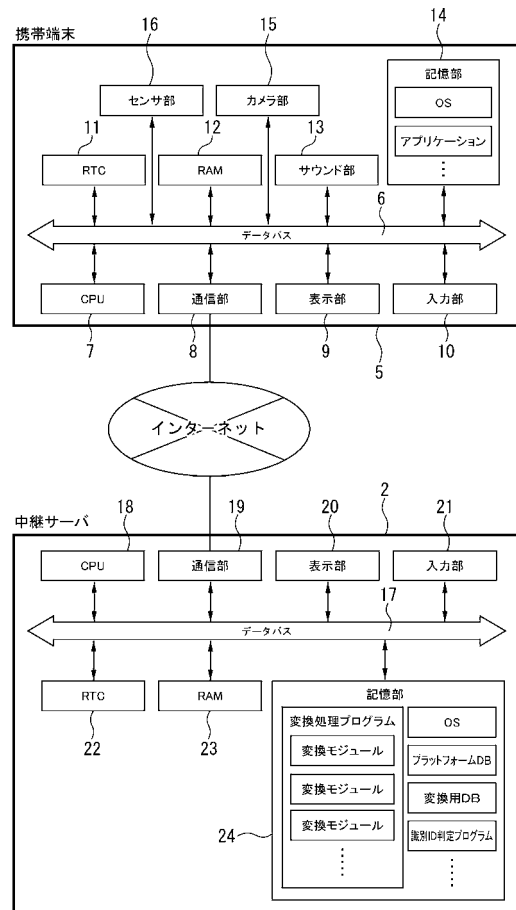 携帯端末
16
15
14
センサ部
カメラ部
記憶部
OS
アプリケーション
11
12
13
RTC
RAM
サウンド部
6
データバス
CPU
通信部
表示部
入力部
7
8
9
10
5
インターネット
中継サーバ
18
19
20
2
21
CPU
通信部
表示部
入力部
17
データバス
RTC
RAM
22
23
記憶部
変換処理プログラム
変換モジュール
変換モジュール
変換モジュール
OS
プラットフォームDB
変換用DB
識別ID判定プログラム
24